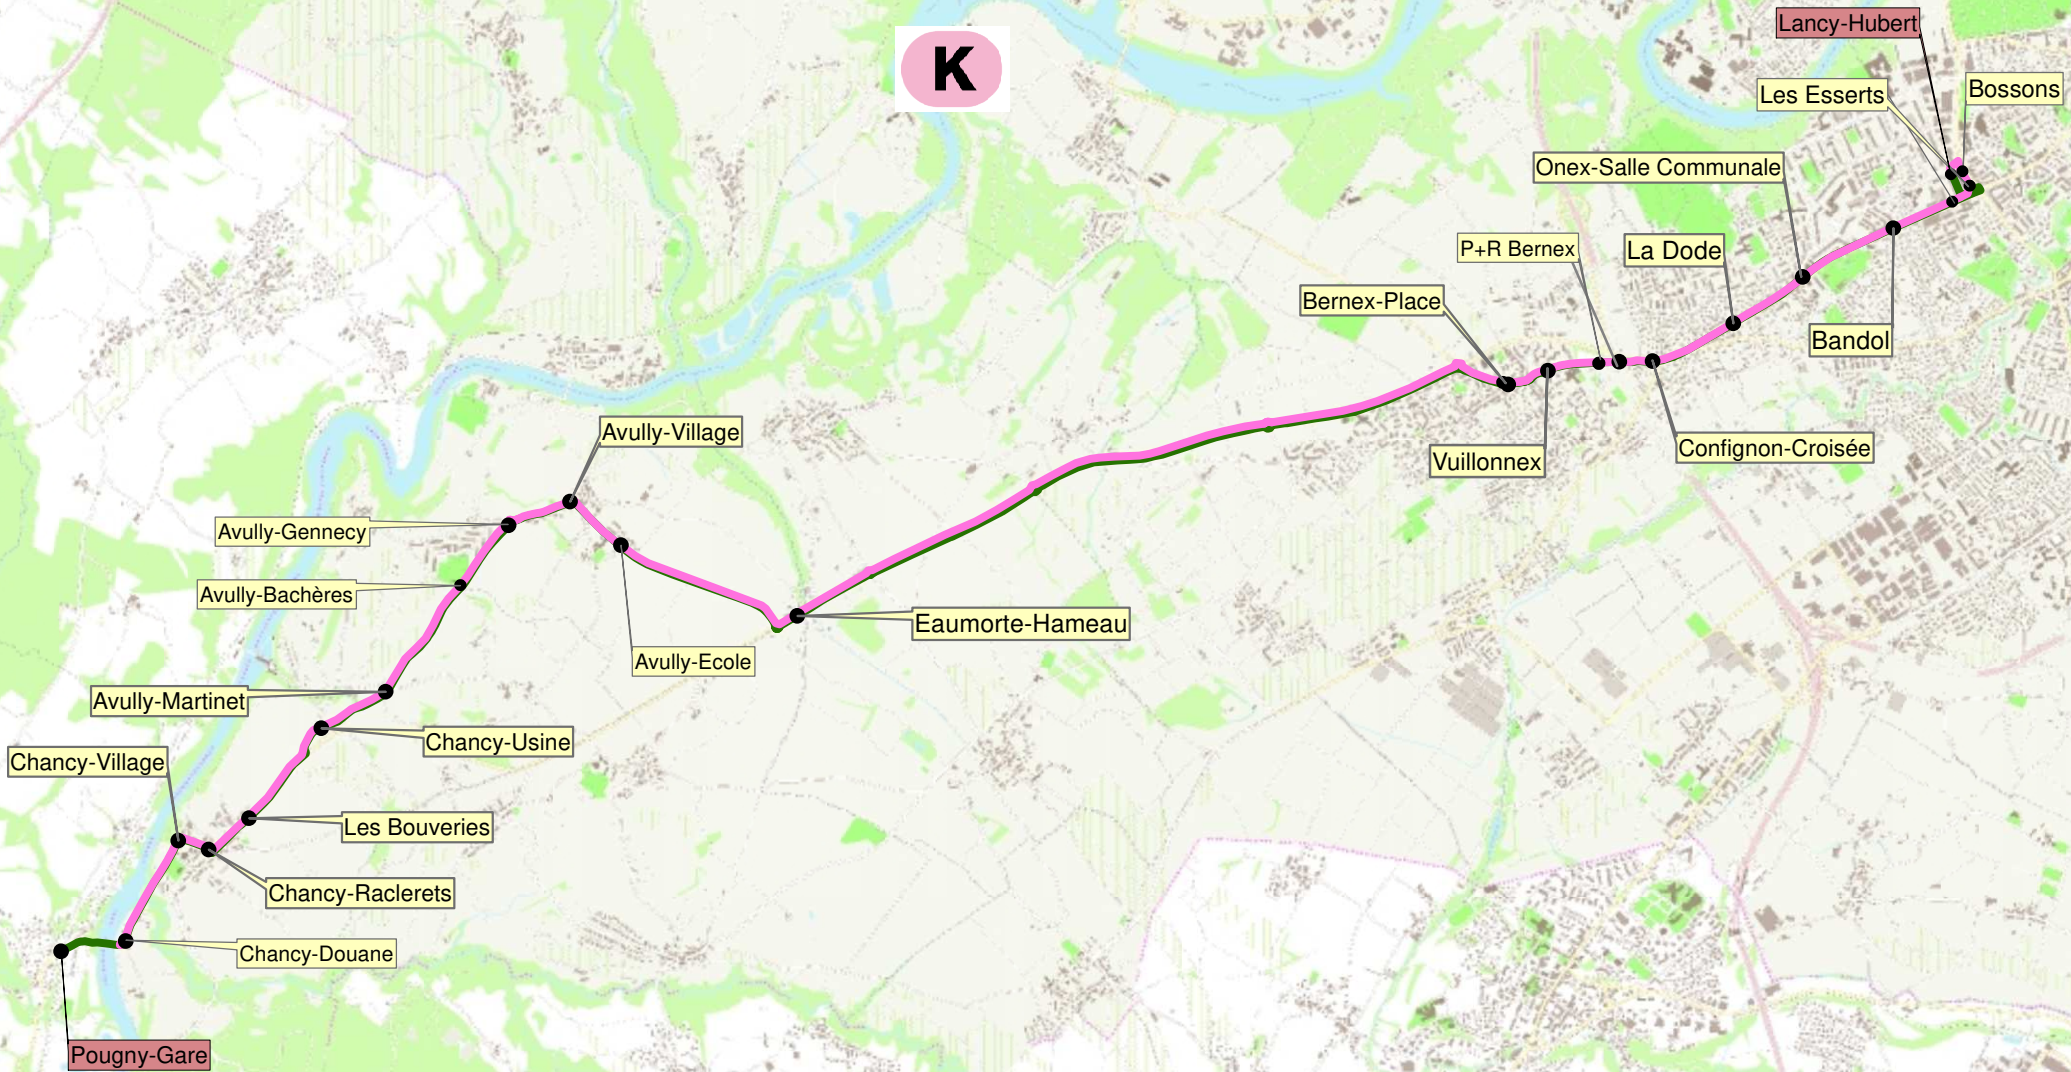 K
Lancy-Hubert
Les Esserts
Bossons
Onex-Salle Communale
P+R Bernex
La Dode
Bernex-Place
Bandol
Vuillonnex
Confignon-Croisée
Avully-Village
Avully-Gennecy
Avully-Bachères
Eaumorte-Hameau
Avully-Ecole
Avully-Martinet
Chancy-Usine
Chancy-Village
Les Bouveries
Chancy-Raclerets
Chancy-Douane
Pougny-Gare